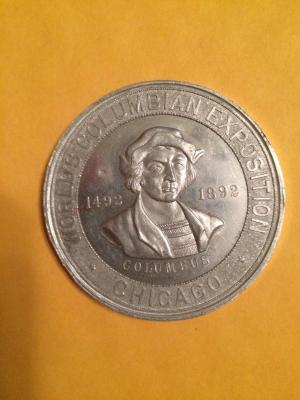 WORLD'S COLUMBIAN EXPOSITION
1492 1892
COLUMBUS
CHICAGO